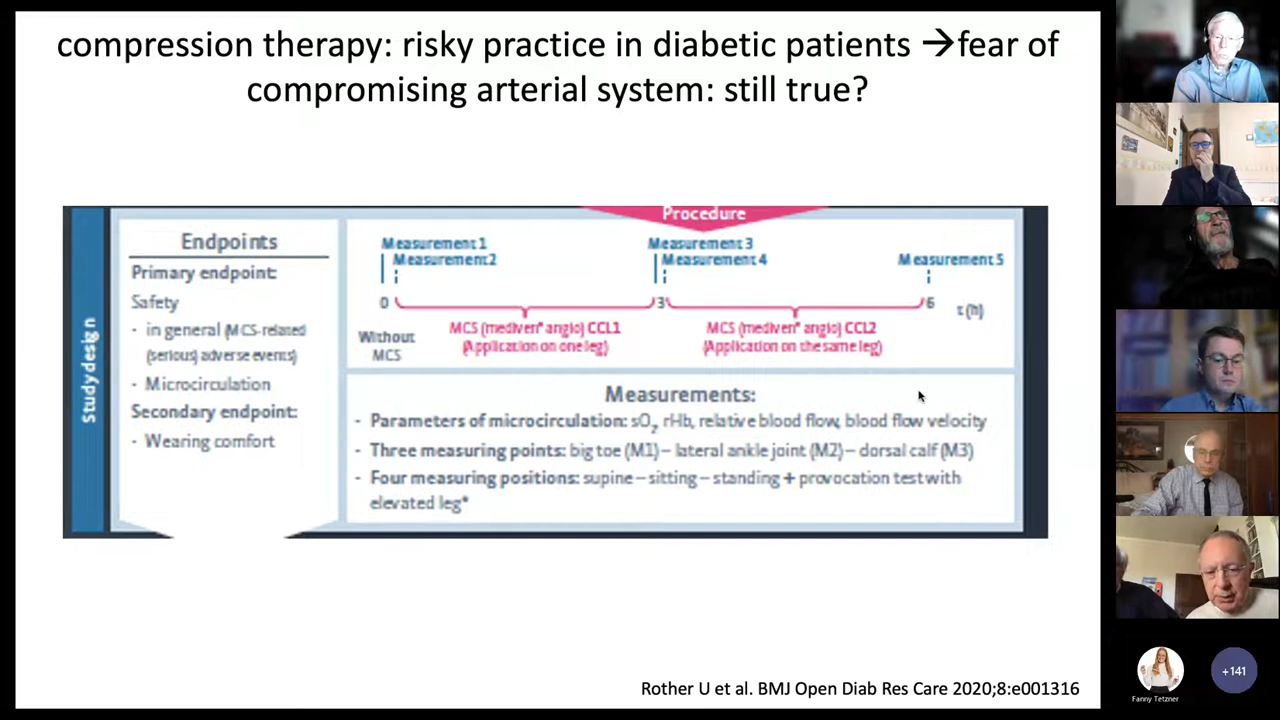 compression therapy: risky practice in diabetic patients →fear of
compromising arterial system: still true?
Study design
Endpoints
Primary endpoint:
Safety
- in general (MCS-related
(serious) adverse events)
- Microcirculation
Secondary endpoint:
- Wearing comfort
Procedure
Measurement 1
Measurement 2
Measurement 3
Measurement 4
Measurement 5
0
3
6
t (h)
Without
MCS
MCS (mediven® angio) CCL1
(Application on one leg)
MCS (mediven® angio) CCL2
(Application on the same leg)
Measurements:
- Parameters of microcirculation: sO₂, rHb, relative blood flow, blood flow velocity
- Three measuring points: big toe (M1) – lateral ankle joint (M2) – dorsal calf (M3)
- Four measuring positions: supine – sitting – standing + provocation test with
elevated leg*
Rother U et al. BMJ Open Diab Res Care 2020;8:e001316
Fanny Tetzner
+141